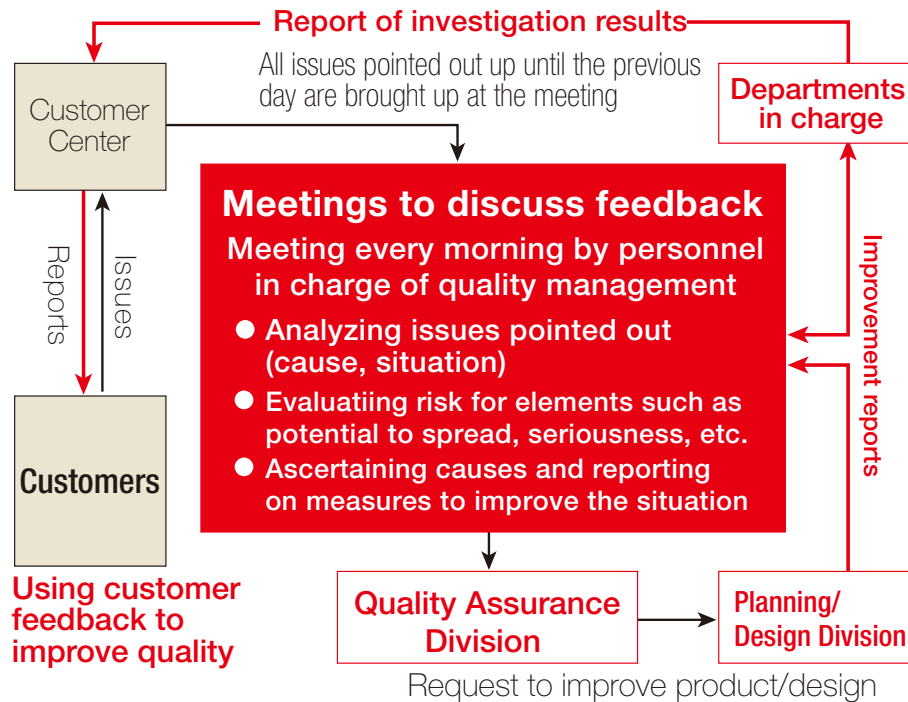 Report of investigation results
All issues pointed out up until the previous
day are brought up at the meeting
Customer
Center
Departments
in charge
Reports
Issues
Meetings to discuss feedback
Meeting every morning by personnel
in charge of quality management
● Analyzing issues pointed out
(cause, situation)
● Evaluatiing risk for elements such as
potential to spread, seriousness, etc.
● Ascertaining causes and reporting
on measures to improve the situation
Improvement reports
Customers
Using customer
feedback to
improve quality
Quality Assurance
Division
Planning/
Design Division
Request to improve product/design